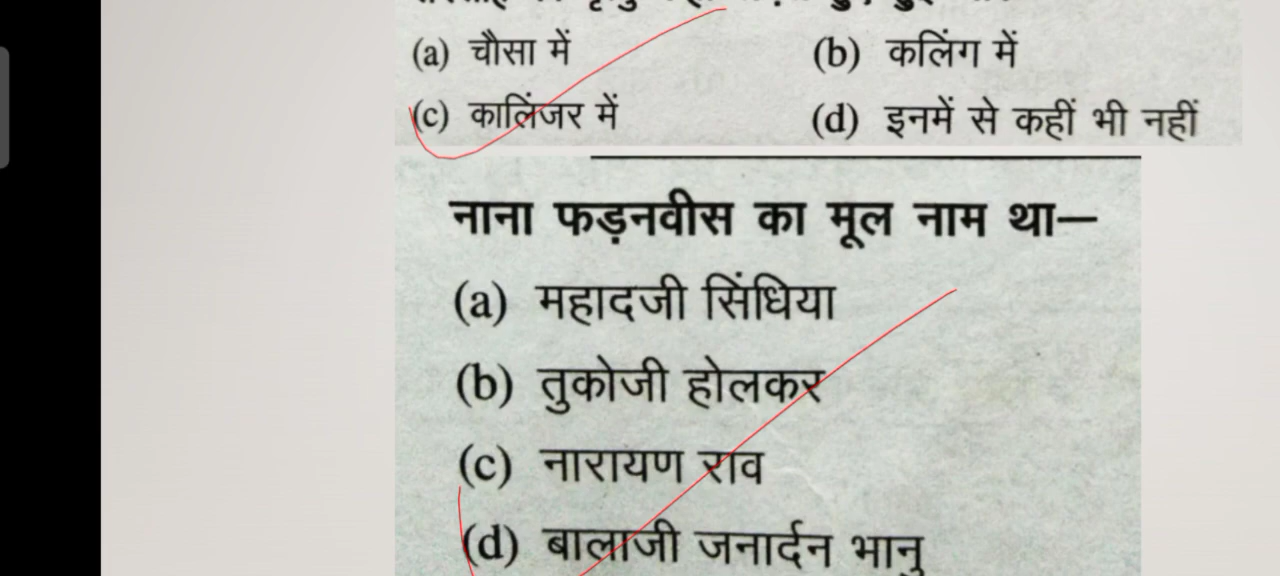 (a) चौसा में (b) कलिंग में
(c) कालिंजर में (d) इनमें से कहीं भी नहीं
नाना फड़नवीस का मूल नाम था—
(a) महादजी सिंधिया
(b) तुकोजी होलकर
(c) नारायण राव
(d) बालाजी जनार्दन भानु